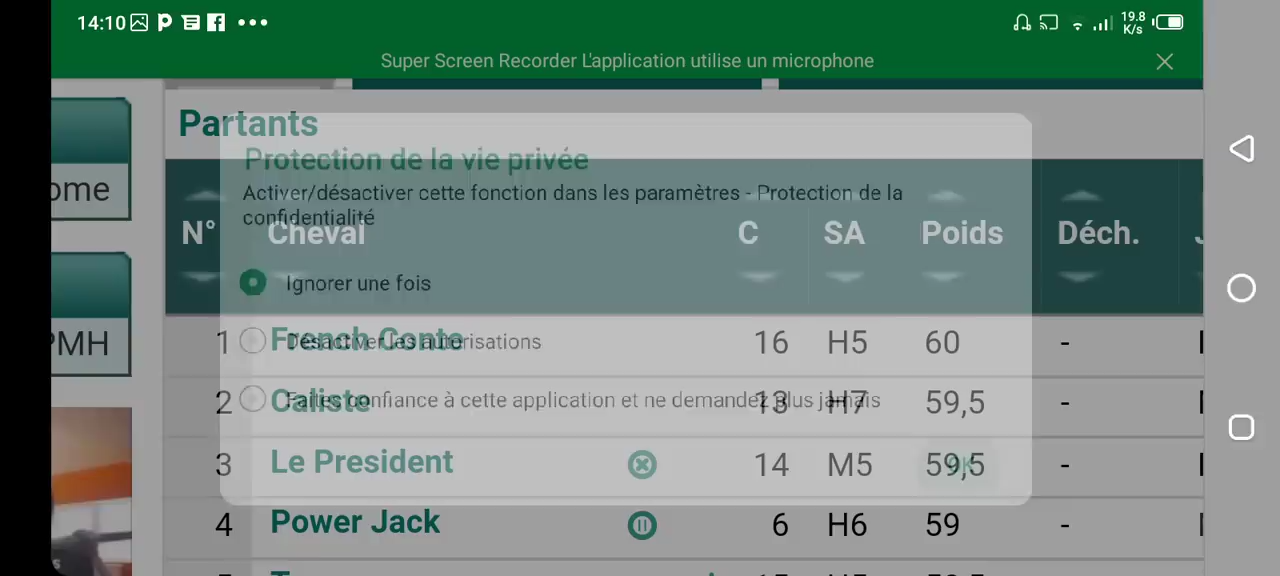 14:10
19.8
K/s
Super Screen Recorder L'application utilise un microphone
Partants
Protection de la vie privée
Activer/désactiver cette fonction dans les paramètres - Protection de la
confidentialité
N° Cheval C SA Poids Déch.
ome
Ignorer une fois
PMH
1 French Conte 16 H5 60 -
Désactiver les autorisations
2 Caliste 13 H7 59,5 -
Faites confiance à cette application et ne demandez plus jamais
3 Le President 14 M5 59,5 -
OK
4 Power Jack 6 H6 59 -